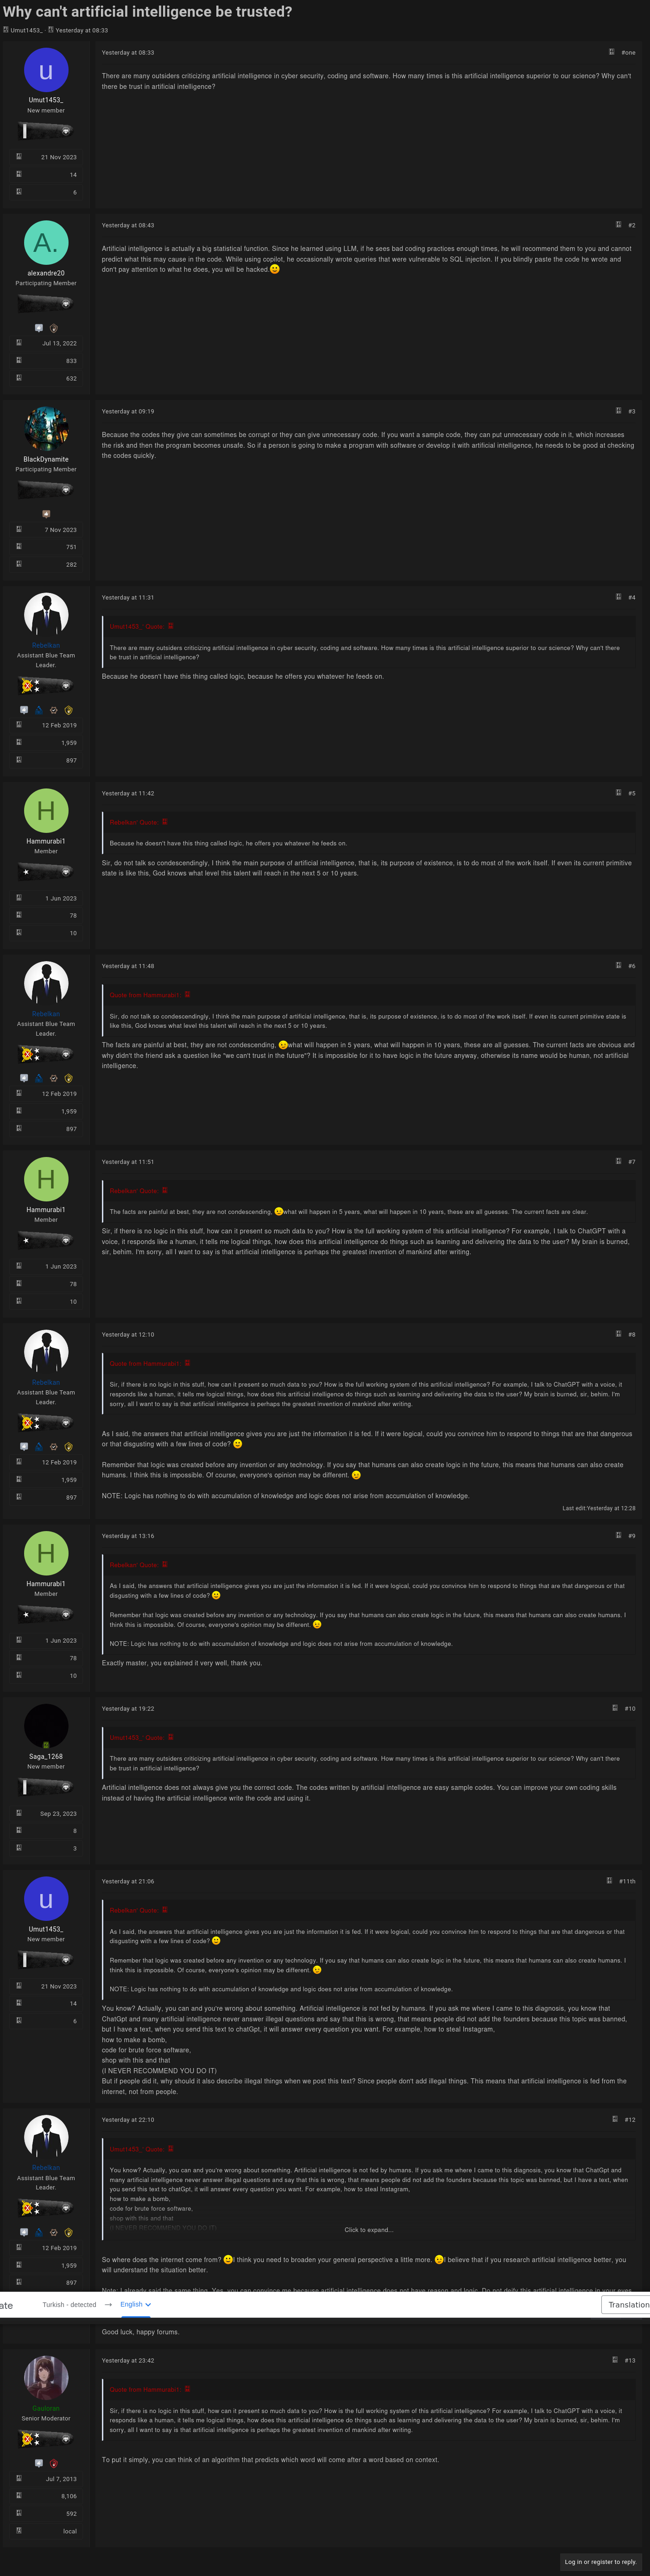 Why can't artificial intelligence be trusted?
Umut1453_ Yesterday at 08:33
u
Umut1453_
New member
21 Nov 2023
14
6
Yesterday at 08:33 #one
There are many outsiders criticizing artificial intelligence in cyber security, coding and software. How many times is this artificial intelligence superior to our science? Why can't
there be trust in artificial intelligence?
A.
alexandre20
Participating Member
Jul 13, 2022
833
632
Yesterday at 08:43 #2
Artificial intelligence is actually a big statistical function. Since he learned using LLM, if he sees bad coding practices enough times, he will recommend them to you and cannot
predict what this may cause in the code. While using copilot, he occasionally wrote queries that were vulnerable to SQL injection. If you blindly paste the code he wrote and
don't pay attention to what he does, you will be hacked.
BlackDynamite
Participating Member
7 Nov 2023
751
282
Yesterday at 09:19 #3
Because the codes they give can sometimes be corrupt or they can give unnecessary code. If you want a sample code, they can put unnecessary code in it, which increases
the risk and then the program becomes unsafe. So if a person is going to make a program with software or develop it with artificial intelligence, he needs to be good at checking
the codes quickly.
Rebelkan
Assistant Blue Team
Leader.
12 Feb 2019
1,959
897
Yesterday at 11:31 #4
Umut1453_' Quote:
There are many outsiders criticizing artificial intelligence in cyber security, coding and software. How many times is this artificial intelligence superior to our science? Why can't there
be trust in artificial intelligence?
Because he doesn't have this thing called logic, because he offers you whatever he feeds on.
H
Hammurabi1
Member
1 Jun 2023
78
10
Yesterday at 11:42 #5
Rebelkan' Quote:
Because he doesn't have this thing called logic, he offers you whatever he feeds on.
Sir, do not talk so condescendingly, I think the main purpose of artificial intelligence, that is, its purpose of existence, is to do most of the work itself. If even its current primitive
state is like this, God knows what level this talent will reach in the next 5 or 10 years.
Rebelkan
Assistant Blue Team
Leader.
12 Feb 2019
1,959
897
Yesterday at 11:48 #6
Quote from Hammurabi1:
Sir, do not talk so condescendingly, I think the main purpose of artificial intelligence, that is, its purpose of existence, is to do most of the work itself. If even its current primitive state is
like this, God knows what level this talent will reach in the next 5 or 10 years.
The facts are painful at best, they are not condescending, what will happen in 5 years, what will happen in 10 years, these are all guesses. The current facts are obvious and
why didn't the friend ask a question like "we can't trust in the future"? It is impossible for it to have logic in the future anyway, otherwise its name would be human, not artificial
intelligence.
H
Hammurabi1
Member
1 Jun 2023
78
10
Yesterday at 11:51 #7
Rebelkan' Quote:
The facts are painful at best, they are not condescending, what will happen in 5 years, what will happen in 10 years, these are all guesses. The current facts are clear.
Sir, if there is no logic in this stuff, how can it present so much data to you? How is the full working system of this artificial intelligence? For example, I talk to ChatGPT with a
voice, it responds like a human, it tells me logical things, how does this artificial intelligence do things such as learning and delivering the data to the user? My brain is burned,
sir, behim. I'm sorry, all I want to say is that artificial intelligence is perhaps the greatest invention of mankind after writing.
Rebelkan
Assistant Blue Team
Leader.
12 Feb 2019
1,959
897
Yesterday at 12:10 #8
Quote from Hammurabi1:
Sir, if there is no logic in this stuff, how can it present so much data to you? How is the full working system of this artificial intelligence? For example, I talk to ChatGPT with a voice, it
responds like a human, it tells me logical things, how does this artificial intelligence do things such as learning and delivering the data to the user? My brain is burned, sir, behim. I'm
sorry, all I want to say is that artificial intelligence is perhaps the greatest invention of mankind after writing.
As I said, the answers that artificial intelligence gives you are just the information it is fed. If it were logical, could you convince him to respond to things that are that dangerous
or that disgusting with a few lines of code?
Remember that logic was created before any invention or any technology. If you say that humans can also create logic in the future, this means that humans can also create
humans. I think this is impossible. Of course, everyone's opinion may be different.
NOTE: Logic has nothing to do with accumulation of knowledge and logic does not arise from accumulation of knowledge.
Last edit:Yesterday at 12:28
H
Hammurabi1
Member
1 Jun 2023
78
10
Yesterday at 13:16 #9
Rebelkan' Quote:
As I said, the answers that artificial intelligence gives you are just the information it is fed. If it were logical, could you convince him to respond to things that are that dangerous or that
disgusting with a few lines of code?
Remember that logic was created before any invention or any technology. If you say that humans can also create logic in the future, this means that humans can also create humans. I
think this is impossible. Of course, everyone's opinion may be different.
NOTE: Logic has nothing to do with accumulation of knowledge and logic does not arise from accumulation of knowledge.
Exactly master, you explained it very well, thank you.
Saga_1268
New member
Sep 23, 2023
8
3
Yesterday at 19:22 #10
Umut1453_' Quote:
There are many outsiders criticizing artificial intelligence in cyber security, coding and software. How many times is this artificial intelligence superior to our science? Why can't there
be trust in artificial intelligence?
Artificial intelligence does not always give you the correct code. The codes written by artificial intelligence are easy sample codes. You can improve your own coding skills
instead of having the artificial intelligence write the code and using it.
u
Umut1453_
New member
21 Nov 2023
14
6
Yesterday at 21:06 #11th
Rebelkan' Quote:
As I said, the answers that artificial intelligence gives you are just the information it is fed. If it were logical, could you convince him to respond to things that are that dangerous or that
disgusting with a few lines of code?
Remember that logic was created before any invention or any technology. If you say that humans can also create logic in the future, this means that humans can also create humans. I
think this is impossible. Of course, everyone's opinion may be different.
NOTE: Logic has nothing to do with accumulation of knowledge and logic does not arise from accumulation of knowledge.
You know? Actually, you can and you're wrong about something. Artificial intelligence is not fed by humans. If you ask me where I came to this diagnosis, you know that
ChatGpt and many artificial intelligence never answer illegal questions and say that this is wrong, that means people did not add the founders because this topic was banned,
but I have a text, when you send this text to chatGpt, it will answer every question you want. For example, how to steal Instagram,
how to make a bomb,
code for brute force software,
shop with this and that
(I NEVER RECOMMEND YOU DO IT)
But if people did it, why should it also describe illegal things when we post this text? Since people don't add illegal things. This means that artificial intelligence is fed from the
internet, not from people.
Rebelkan
Assistant Blue Team
Leader.
12 Feb 2019
1,959
897
Yesterday at 22:10 #12
Umut1453_' Quote:
You know? Actually, you can and you're wrong about something. Artificial intelligence is not fed by humans. If you ask me where I came to this diagnosis, you know that ChatGpt and
many artificial intelligence never answer illegal questions and say that this is wrong, that means people did not add the founders because this topic was banned, but I have a text, when
you send this text to chatGpt, it will answer every question you want. For example, how to steal Instagram,
how to make a bomb,
code for brute force software,
shop with this and that
(I NEVER RECOMMEND YOU DO IT)
Click to expand...
So where does the internet come from? I think you need to broaden your general perspective a little more. I believe that if you research artificial intelligence better, you
will understand the situation better.
Note: I already said the same thing. Yes, you can convince me because artificial intelligence does not have reason and logic. Do not deify this artificial intelligence in your eyes
ate Turkish - detected → English Translation
Good luck, happy forums.
Gauloran
Senior Moderator
Jul 7, 2013
8,106
592
local
Yesterday at 23:42 #13
Quote from Hammurabi1:
Sir, if there is no logic in this stuff, how can it present so much data to you? How is the full working system of this artificial intelligence? For example, I talk to ChatGPT with a voice, it
responds like a human, it tells me logical things, how does this artificial intelligence do things such as learning and delivering the data to the user? My brain is burned, sir, behim. I'm
sorry, all I want to say is that artificial intelligence is perhaps the greatest invention of mankind after writing.
To put it simply, you can think of an algorithm that predicts which word will come after a word based on context.
Log in or register to reply.